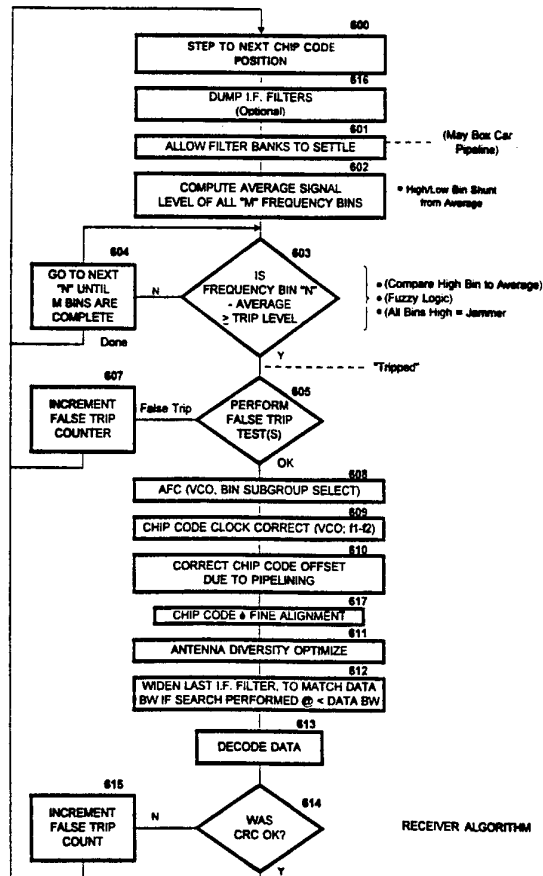 600
STEP TO NEXT CHIP CODE
POSITION
616
DUMP I.F. FILTERS
(Optional)
601
ALLOW FILTER BANKS TO SETTLE
(May Box Car
Pipeline)
602
COMPUTE AVERAGE SIGNAL
LEVEL OF ALL "M" FREQUENCY BINS
• High/Low Bin Shunt
from Average
604
GO TO NEXT
"N" UNTIL
M BINS ARE
COMPLETE
N
Done
603
IS
FREQUENCY BIN "N"
- AVERAGE
≥ TRIP LEVEL
Y
• (Compare High Bin to Average)
• (Fuzzy Logic)
• (All Bins High = Jammer
"Tripped"
607
INCREMENT
FALSE TRIP
COUNTER
False Trip
605
PERFORM
FALSE TRIP
TEST(S)
OK
608
AFC (VCO, BIN SUBGROUP SELECT)
609
CHIP CODE CLOCK CORRECT (VCO; f1-f2)
610
CORRECT CHIP CODE OFFSET
DUE TO PIPELINING
617
CHIP CODE FINE ALIGNMENT
611
ANTENNA DIVERSITY OPTIMIZE
612
WIDEN LAST I.F. FILTER, TO MATCH DATA
BW IF SEARCH PERFORMED @ < DATA BW
613
DECODE DATA
615
INCREMENT
FALSE TRIP
COUNT
N
614
WAS
CRC OK?
Y
RECEIVER ALGORITHM